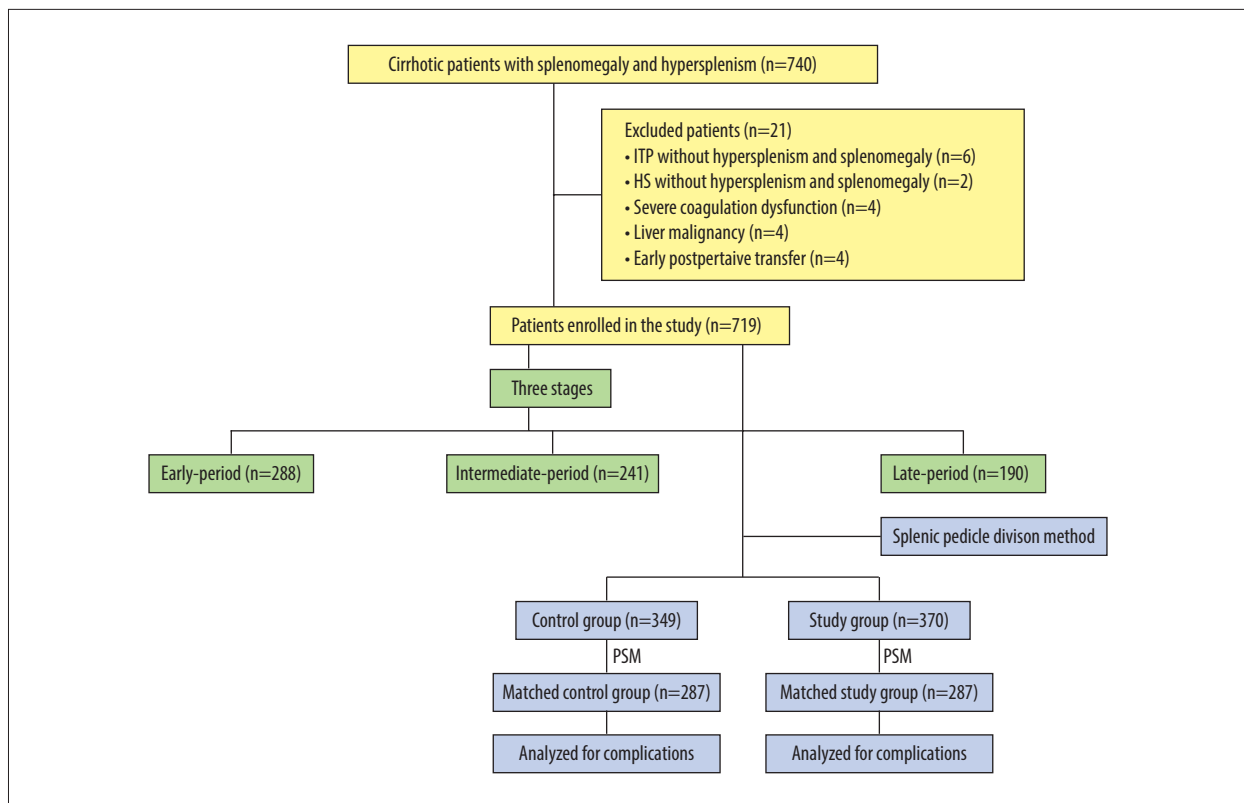 Cirrhotic patients with splenomegaly and hypersplenism (n=740)
Excluded patients (n=21)
• ITP without hypersplenism and splenomegaly (n=6)
• HS without hypersplenism and splenomegaly (n=2)
• Severe coagulation dysfunction (n=4)
• Liver malignancy (n=4)
• Early postpertaive transfer (n=4)
Patients enrolled in the study (n=719)
Three stages
Early-period (n=288)
Intermediate-period (n=241)
Late-period (n=190)
Splenic pedicle divison method
Control group (n=349)
Study group (n=370)
PSM
PSM
Matched control group (n=287)
Matched study group (n=287)
Analyzed for complications
Analyzed for complications